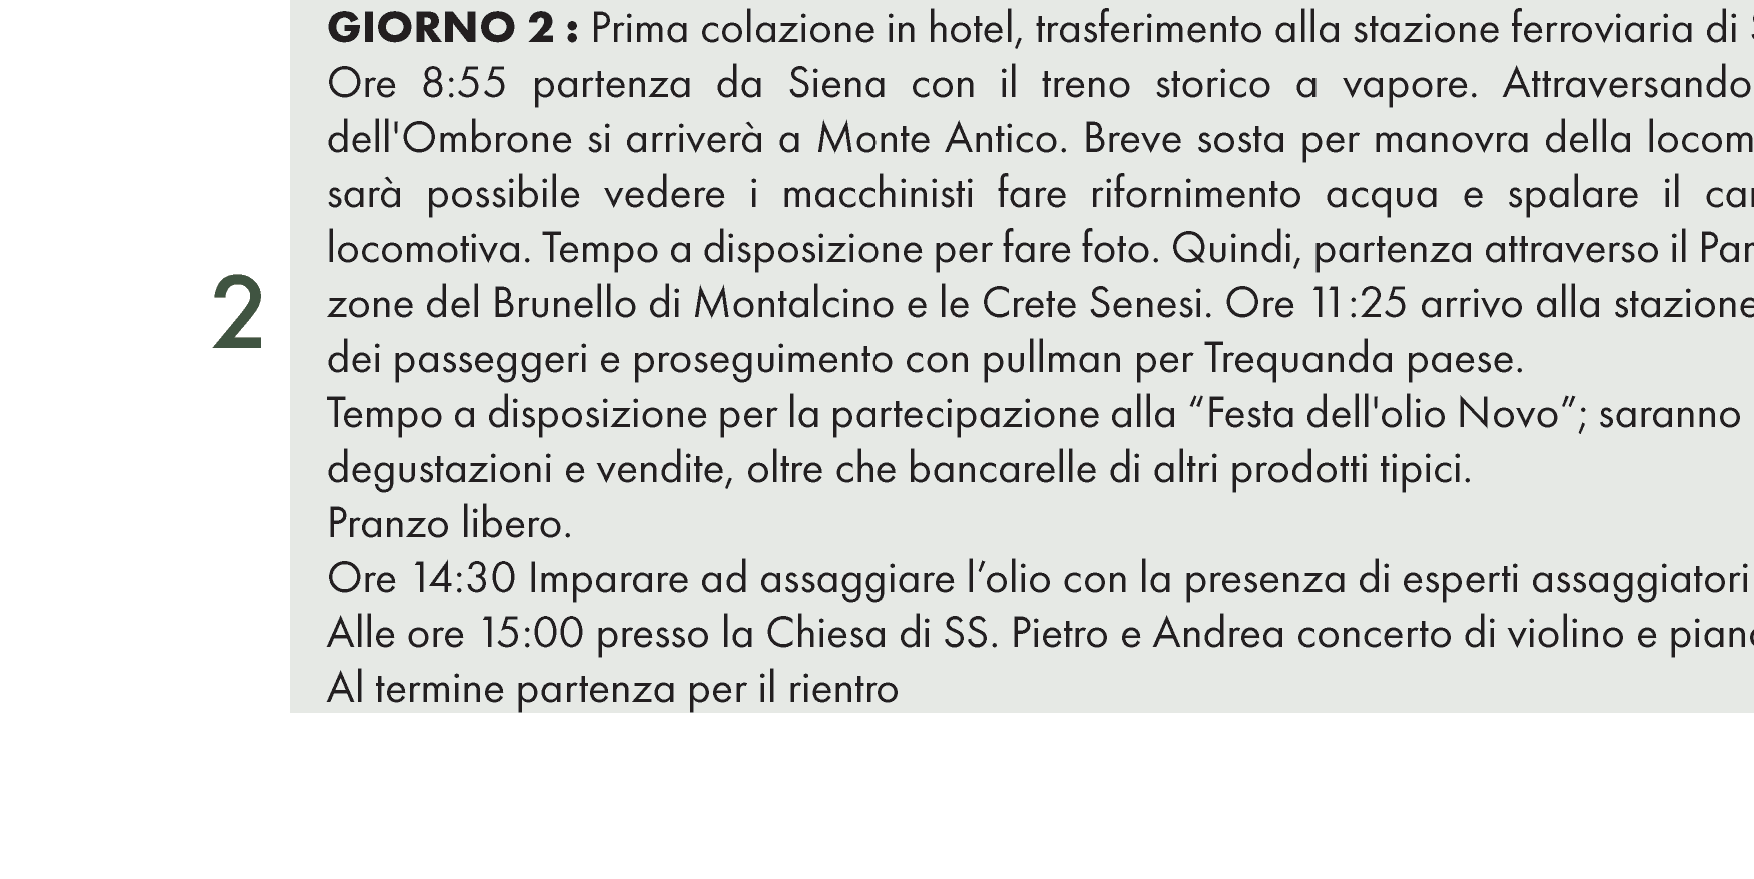 GIORNO 2 : Prima colazione in hotel, trasferimento alla stazione ferroviaria di
Ore 8:55 partenza da Siena con il treno storico a vapore. Attraversando
dell'Ombrone si arriverà a Monte Antico. Breve sosta per manovra della
sarà possibile vedere i macchinisti fare rifornimento acqua e spalare il
locomotiva. Tempo a disposizione per fare foto. Quindi, partenza attraverso il
2
zone del Brunello di Montalcino e le Crete Senesi. Ore 11:25 arrivo alla stazione
dei passeggeri e proseguimento con pullman per Trequanda paese.
Tempo a disposizione per la partecipazione alla “Festa dell'olio Novo”; saranno
degustazioni e vendite, oltre che bancarelle di altri prodotti tipici.
Pranzo libero.
Ore 14:30 Imparare ad assaggiare l’olio con la presenza di esperti assaggiatori
Alle ore 15:00 presso la Chiesa di SS. Pietro e Andrea concerto di violino e
Al termine partenza per il rientro